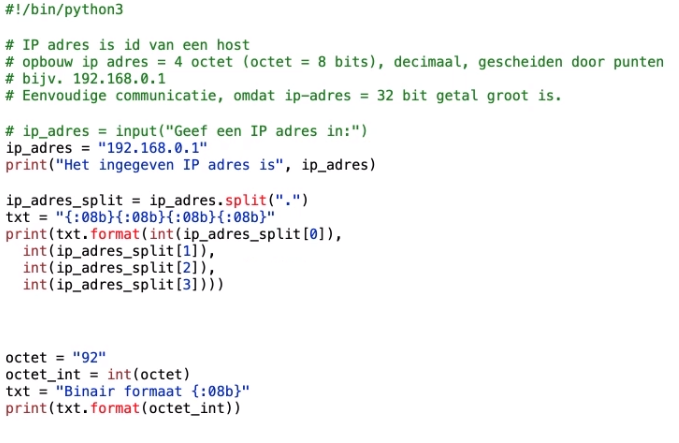 #!/bin/python3
# IP adres is id van een host
# opbouw ip adres = 4 octet (octet = 8 bits), decimaal, gescheiden door punten
# bijv. 192.168.0.1
# Eenvoudige communicatie, omdat ip-adres = 32 bit getal groot is.
# ip_adres = input("Geef een IP adres in:")
ip_adres = "192.168.0.1"
print("Het ingegeven IP adres is", ip_adres)
ip_adres_split = ip_adres.split(".")
txt = "{:08b}{:08b}{:08b}{:08b}"
print(txt.format(int(ip_adres_split[0]),
  int(ip_adres_split[1]),
  int(ip_adres_split[2]),
  int(ip_adres_split[3])))
octet = "92"
octet_int = int(octet)
txt = "Binair formaat {:08b}"
print(txt.format(octet_int))